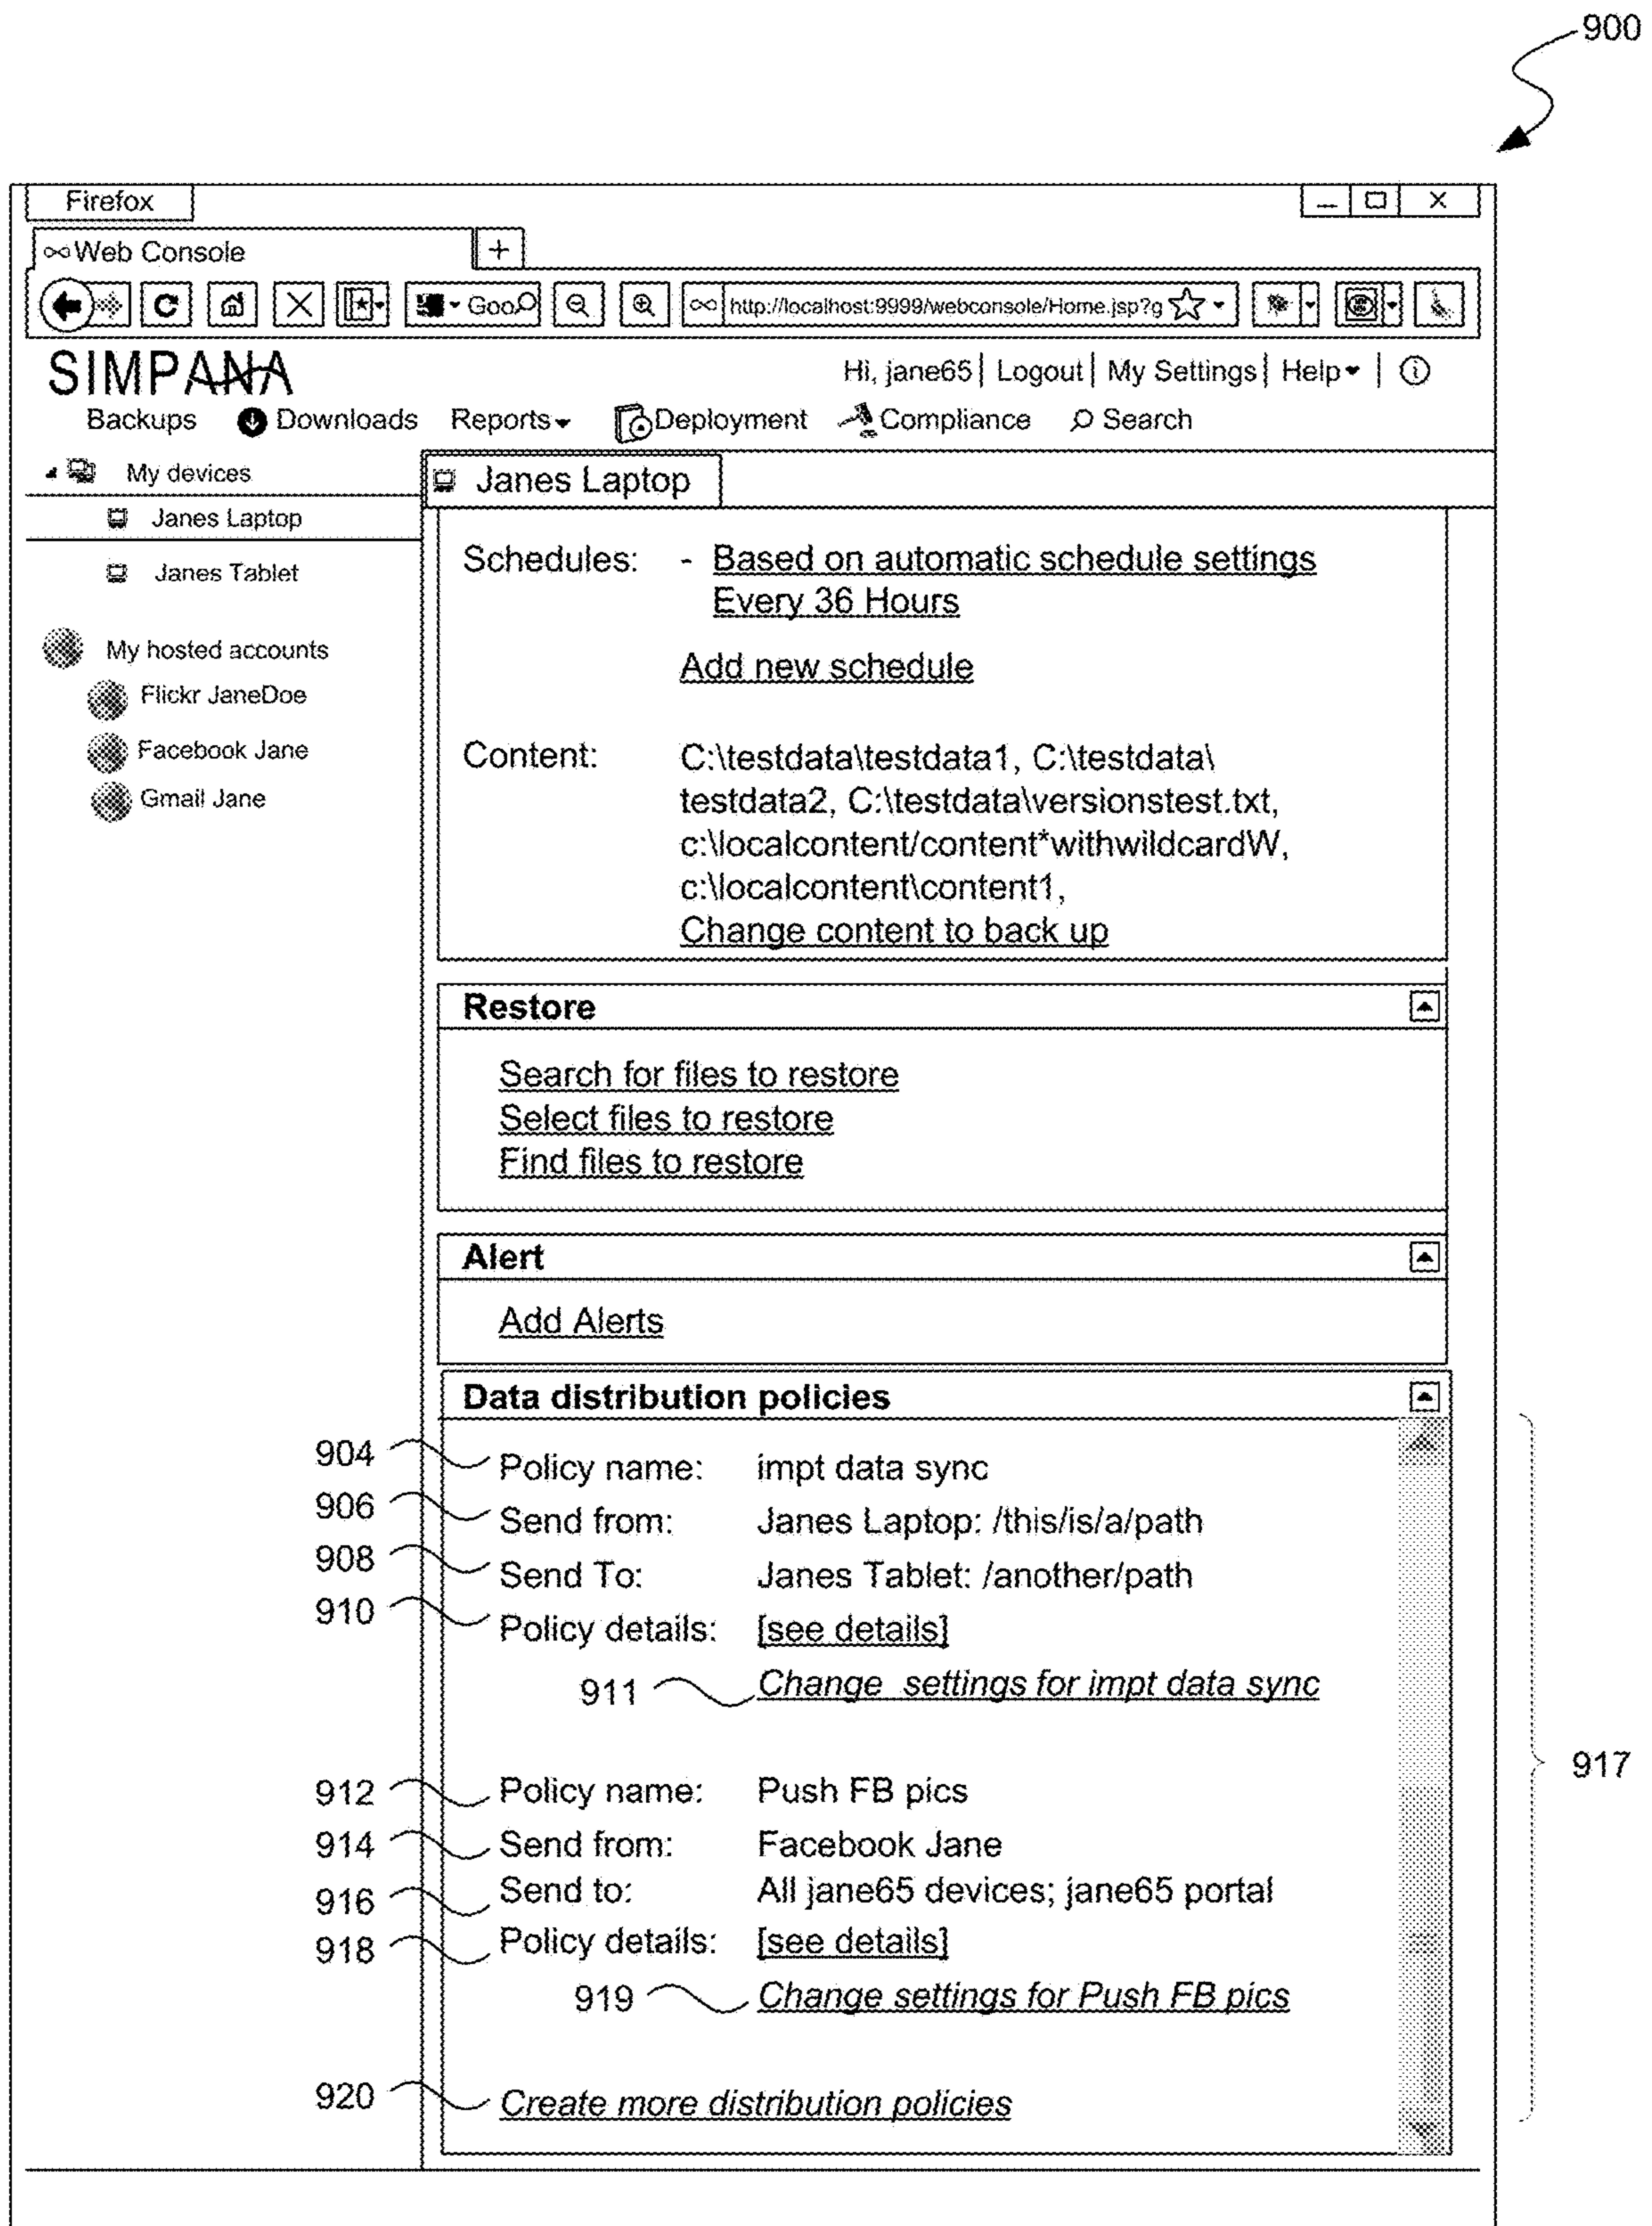 900
Firefox
Web Console +
Goo http://localhost:9999/webconsole/Home.jsp?g
SIMPANA
Hi, jane65 | Logout | My Settings | Help | i
Backups Downloads Reports Deployment Compliance Search
My devices
Janes Laptop
Janes Tablet
My hosted accounts
Flickr JaneDoe
Facebook Jane
Gmail Jane
Janes Laptop
Schedules: - Based on automatic schedule settings
Every 36 Hours
Add new schedule
Content: C:\testdata\testdata1, C:\testdata\
testdata2, C:\testdata\versionstest.txt,
c:\localcontent/content*withwildcardW,
c:\localcontent\content1,
Change content to back up
Restore
Search for files to restore
Select files to restore
Find files to restore
Alert
Add Alerts
Data distribution policies
904 Policy name: impt data sync
906 Send from: Janes Laptop: /this/is/a/path
908 Send To: Janes Tablet: /another/path
910 Policy details: [see details]
911 Change settings for impt data sync
917
912 Policy name: Push FB pics
914 Send from: Facebook Jane
916 Send to: All jane65 devices; jane65 portal
918 Policy details: [see details]
919 Change settings for Push FB pics
920 Create more distribution policies